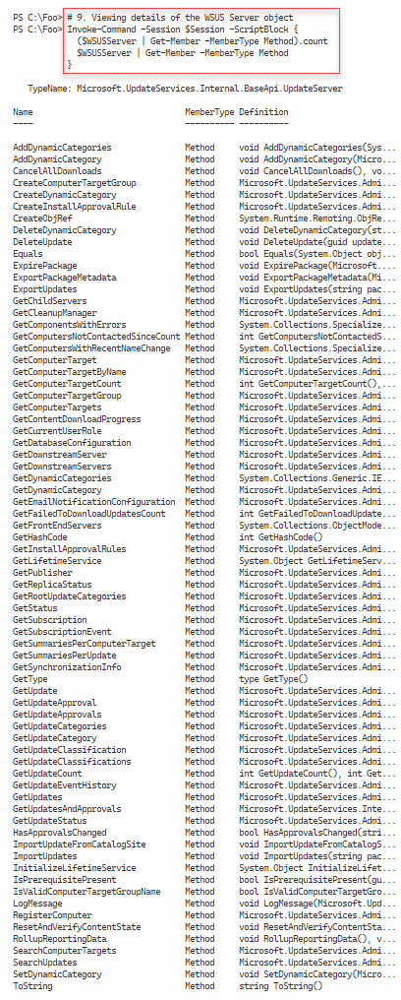 PS C:\Foo> # 9. Viewing details of the WSUS Server object
PS C:\Foo> Invoke-Command -Session $Session -ScriptBlock {
($WSUSServer | Get-Member -MemberType Method).count
$WSUSServer | Get-Member -MemberType Method
}
TypeName: Microsoft.UpdateServices.Internal.BaseApi.UpdateServer
Name MemberType Definition
---- ---------- ----------
AddDynamicCategories Method void AddDynamicCategories(Sys...
AddDynamicCategory Method void AddDynamicCategory(Micro...
CancelAllDownloads Method void CancelAllDownloads(), vo...
CreateComputerTargetGroup Method Microsoft.UpdateServices.Admi...
CreateDynamicCategory Method Microsoft.UpdateServices.Admi...
CreateInstallApprovalRule Method Microsoft.UpdateServices.Admi...
CreateObjRef Method System.Runtime.Remoting.ObjRe...
DeleteDynamicCategory Method void DeleteDynamicCategory(st...
DeleteUpdate Method void DeleteUpdate(guid update...
Equals Method bool Equals(System.Object obj...
ExpirePackage Method void ExpirePackage(Microsoft....
ExportPackageMetadata Method void ExportPackageMetadata(Mi...
ExportUpdates Method void ExportUpdates(string pac...
GetChildServers Method Microsoft.UpdateServices.Admi...
GetCleanupManager Method Microsoft.UpdateServices.Admi...
GetComponentsWithErrors Method System.Collections.Specialize...
GetComputersNotContactedSinceCount Method int GetComputersNotContactedS...
GetComputersWithRecentNameChange Method System.Collections.Specialize...
GetComputerTarget Method Microsoft.UpdateServices.Admi...
GetComputerTargetByName Method Microsoft.UpdateServices.Admi...
GetComputerTargetCount Method int GetComputerTargetCount(),...
GetComputerTargetGroup Method Microsoft.UpdateServices.Admi...
GetComputerTargets Method Microsoft.UpdateServices.Admi...
GetContentDownloadProgress Method Microsoft.UpdateServices.Admi...
GetCurrentUserRole Method Microsoft.UpdateServices.Admi...
GetDatabaseConfiguration Method Microsoft.UpdateServices.Admi...
GetDownstreamServer Method Microsoft.UpdateServices.Admi...
GetDownstreamServers Method Microsoft.UpdateServices.Admi...
GetDynamicCategories Method System.Collections.Generic.IE...
GetDynamicCategory Method Microsoft.UpdateServices.Admi...
GetEmailNotificationConfiguration Method Microsoft.UpdateServices.Admi...
GetFailedToDownloadUpdatesCount Method int GetFailedToDownloadUpdate...
GetFrontEndServers Method System.Collections.ObjectMode...
GetHashCode Method int GetHashCode()
GetInstallApprovalRules Method Microsoft.UpdateServices.Admi...
GetLifetimeService Method System.Object GetLifetimeServ...
GetPublisher Method Microsoft.UpdateServices.Admi...
GetReplicaStatus Method Microsoft.UpdateServices.Admi...
GetRootUpdateCategories Method Microsoft.UpdateServices.Admi...
GetStatus Method Microsoft.UpdateServices.Admi...
GetSubscription Method Microsoft.UpdateServices.Admi...
GetSubscriptionEvent Method Microsoft.UpdateServices.Admi...
GetSummariesPerComputerTarget Method Microsoft.UpdateServices.Admi...
GetSummariesPerUpdate Method Microsoft.UpdateServices.Admi...
GetSynchronizationInfo Method Microsoft.UpdateServices.Admi...
GetType Method type GetType()
GetUpdate Method Microsoft.UpdateServices.Admi...
GetUpdateApproval Method Microsoft.UpdateServices.Admi...
GetUpdateApprovals Method Microsoft.UpdateServices.Admi...
GetUpdateCategories Method Microsoft.UpdateServices.Admi...
GetUpdateCategory Method Microsoft.UpdateServices.Admi...
GetUpdateClassification Method Microsoft.UpdateServices.Admi...
GetUpdateClassifications Method Microsoft.UpdateServices.Admi...
GetUpdateCount Method int GetUpdateCount(), int Get...
GetUpdateEventHistory Method Microsoft.UpdateServices.Admi...
GetUpdates Method Microsoft.UpdateServices.Admi...
GetUpdatesAndApprovals Method Microsoft.UpdateServices.Inte...
GetUpdateStatus Method Microsoft.UpdateServices.Admi...
HasApprovalsChanged Method bool HasApprovalsChanged(stri...
ImportUpdateFromCatalogSite Method void ImportUpdateFromCatalogS...
ImportUpdates Method void ImportUpdates(string pac...
InitializeLifetimeService Method System.Object InitializeLifet...
IsPrerequisitePresent Method bool IsPrerequisitePresent(gu...
IsValidComputerTargetGroupName Method bool IsValidComputerTargetGro...
LogMessage Method void LogMessage(Microsoft.Upd...
RegisterComputer Method Microsoft.UpdateServices.Admi...
ResetAndVerifyContentState Method void ResetAndVerifyContentSta...
RollupReportingData Method void RollupReportingData(), v...
SearchComputerTargets Method Microsoft.UpdateServices.Admi...
SearchUpdates Method Microsoft.UpdateServices.Admi...
SetDynamicCategory Method void SetDynamicCategory(Micro...
ToString Method string ToString()